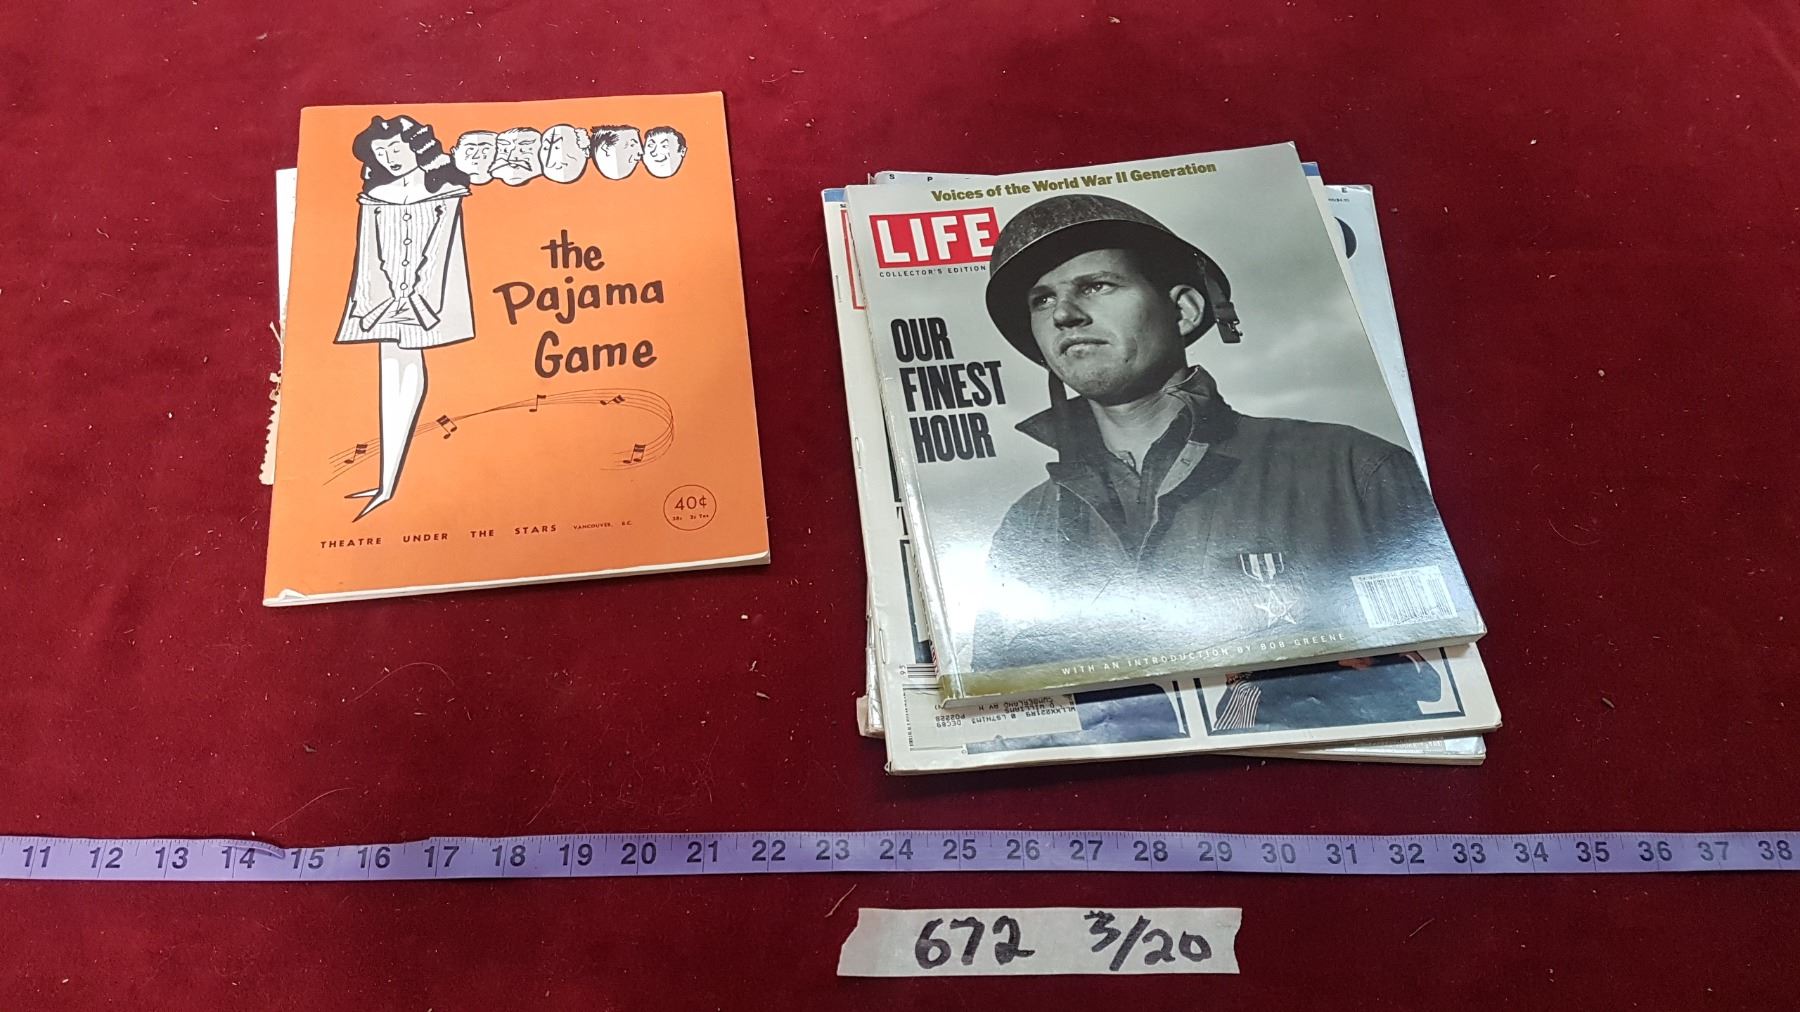 the
Pajama
Game
40¢
THEATRE UNDER THE STARS VANCOUVER, B.C.
Voices of the World War II Generation
LIFE
COLLECTOR'S EDITION
OUR
FINEST
HOUR
WITH AN INTRODUCTION BY BOB GREENE
DEC89
11 12 13 14 15 16 17 18 19 20 21 22 23 24 25 26 27 28 29 30 31 32 33 34 35 36 37 38
672 3/20